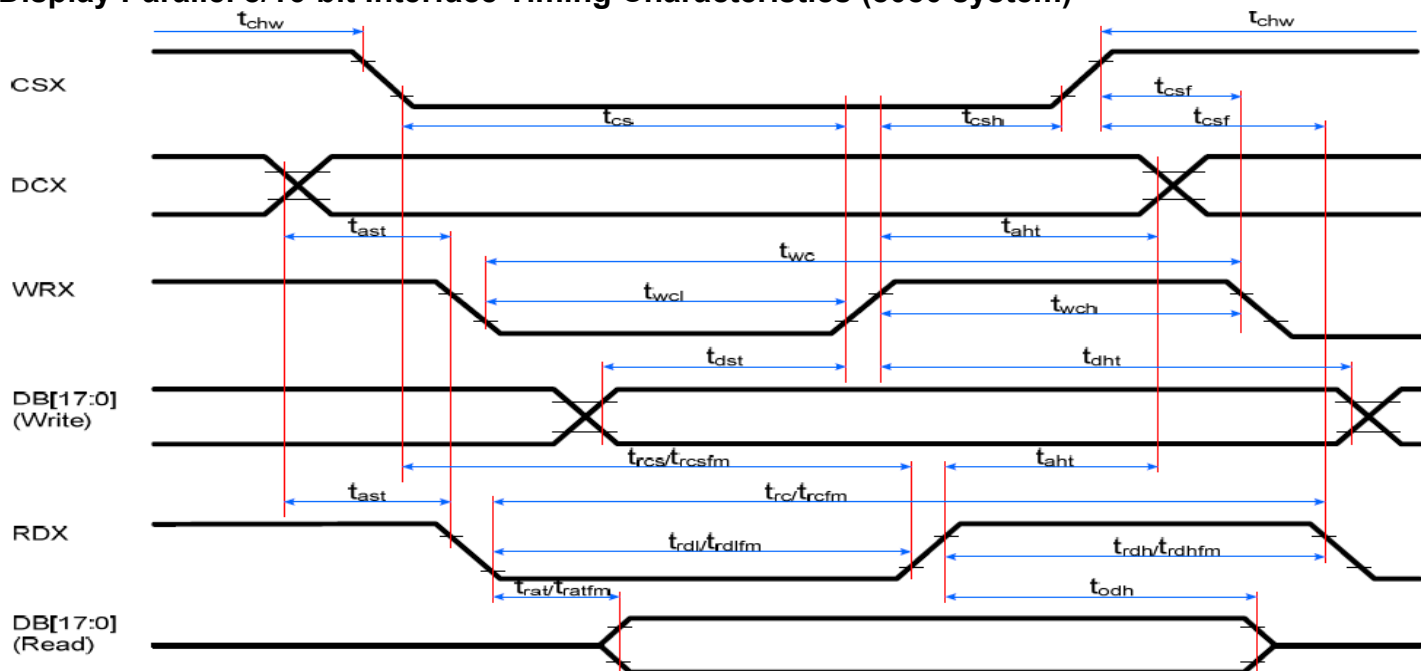 Display Parallel 8/16-bit Interface Timing Characteristics (8080 system)
tchw
tchw
CSX
tcsf
tcs
tcsh
tcsf
DCX
tast
taht
twc
WRX
twcl
twch
tdst
tdht
DB[17:0]
(Write)
trcs/trcsfm
taht
tast
trc/trcfm
RDX
trdl/trdlfm
trdh/trdhfm
trat/tratfm
todh
DB[17:0]
(Read)